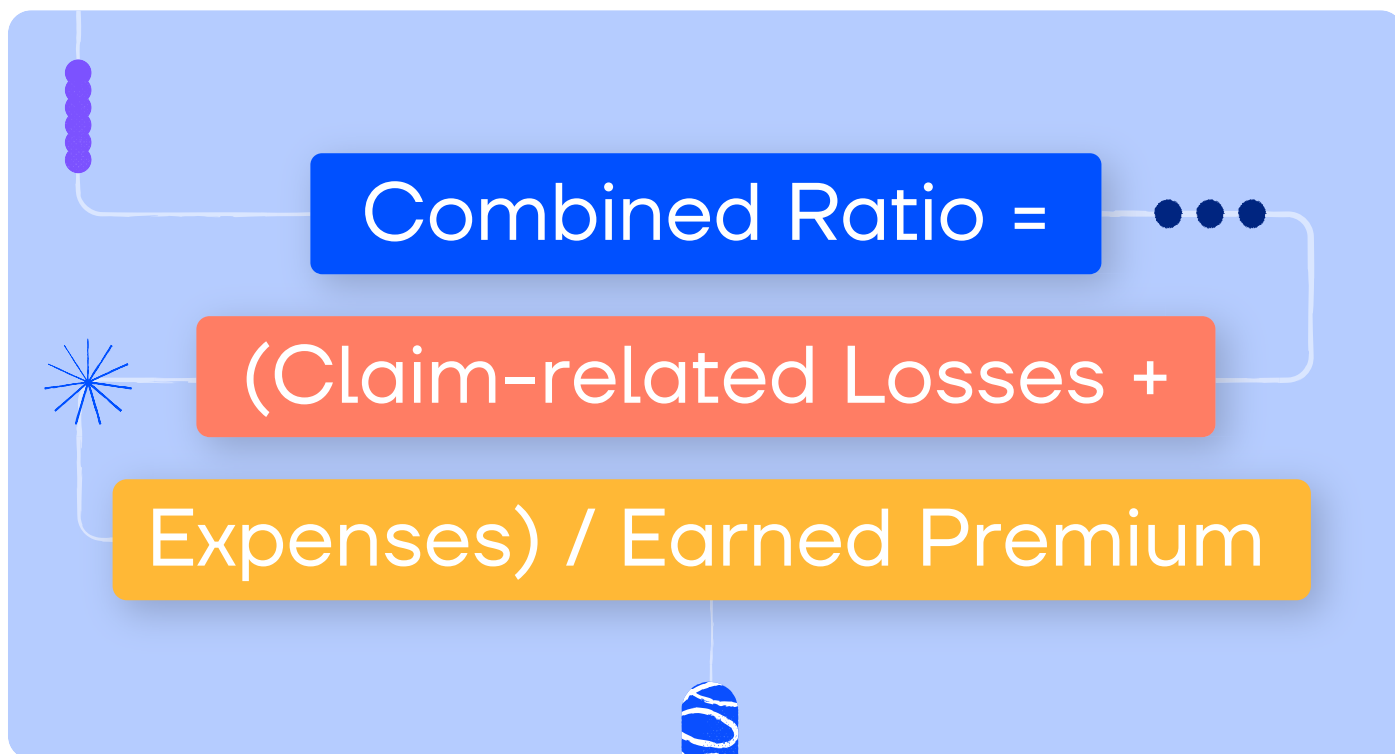 Combined Ratio =
(Claim-related Losses +
Expenses) / Earned Premium